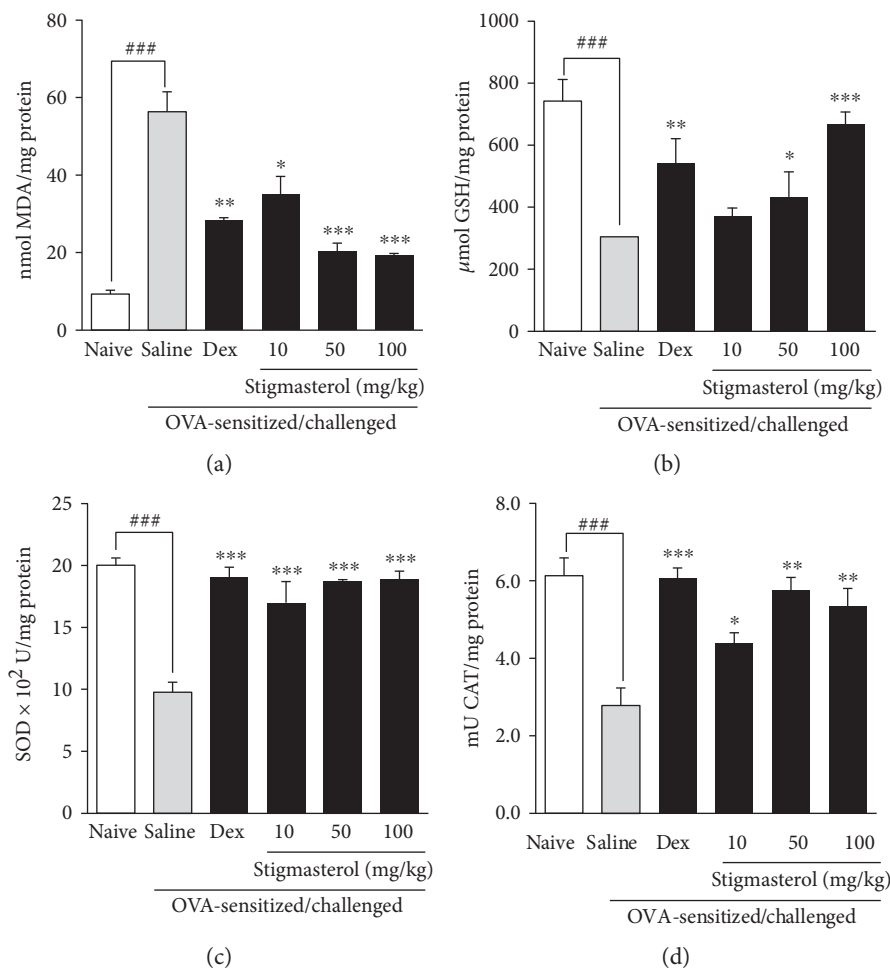 80
60
40
20
0
nmol MDA/mg protein
###
**
*
***
***
Naive Saline Dex 10 50 100
Stigmasterol (mg/kg)
OVA-sensitized/challenged
(a)
1000
800
600
400
200
0
μmol GSH/mg protein
###
**
*
***
Naive Saline Dex 10 50 100
Stigmasterol (mg/kg)
OVA-sensitized/challenged
(b)
25
20
15
10
5
0
SOD × 10² U/mg protein
###
***
***
***
***
Naive Saline Dex 10 50 100
Stigmasterol (mg/kg)
OVA-sensitized/challenged
(c)
8.0
6.0
4.0
2.0
0.0
mU CAT/mg protein
###
***
*
**
**
Naive Saline Dex 10 50 100
Stigmasterol (mg/kg)
OVA-sensitized/challenged
(d)